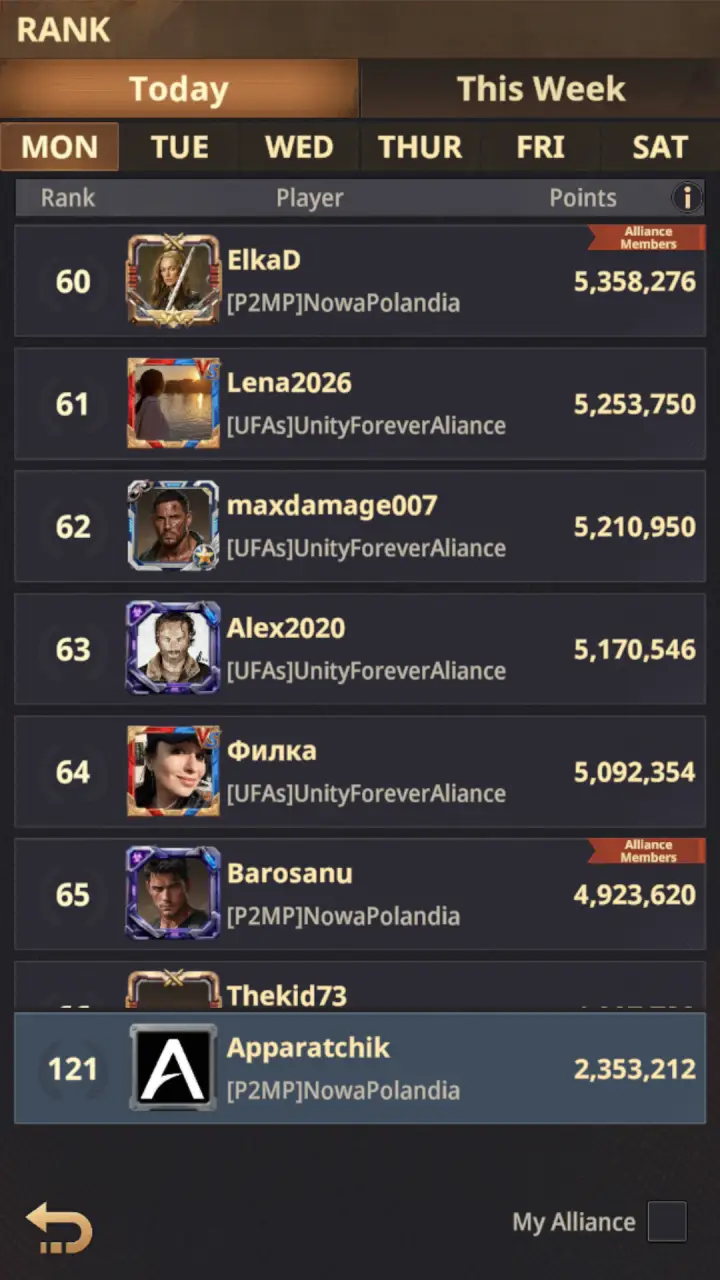 RANK
Today This Week
MON TUE WED THUR FRI SAT
Rank Player Points
Alliance Members
60 ElkaD 5,358,276
[P2MP]NowaPolandia
61 Lena2026 5,253,750
[UFAs]UnityForeverAliance
62 maxdamage007 5,210,950
[UFAs]UnityForeverAliance
63 Alex2020 5,170,546
[UFAs]UnityForeverAliance
64 Филка 5,092,354
[UFAs]UnityForeverAliance
Alliance Members
65 Barosanu 4,923,620
[P2MP]NowaPolandia
Thekid73
121 Apparatchik 2,353,212
[P2MP]NowaPolandia
My Alliance